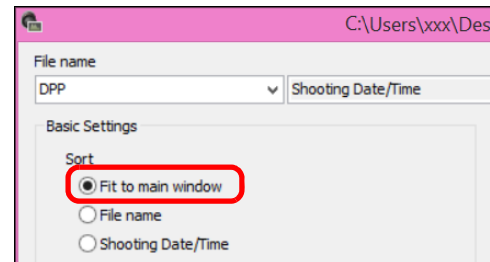 C:\Users\xxx\Des
File name
DPP Shooting Date/Time
Basic Settings
Sort
Fit to main window
File name
Shooting Date/Time